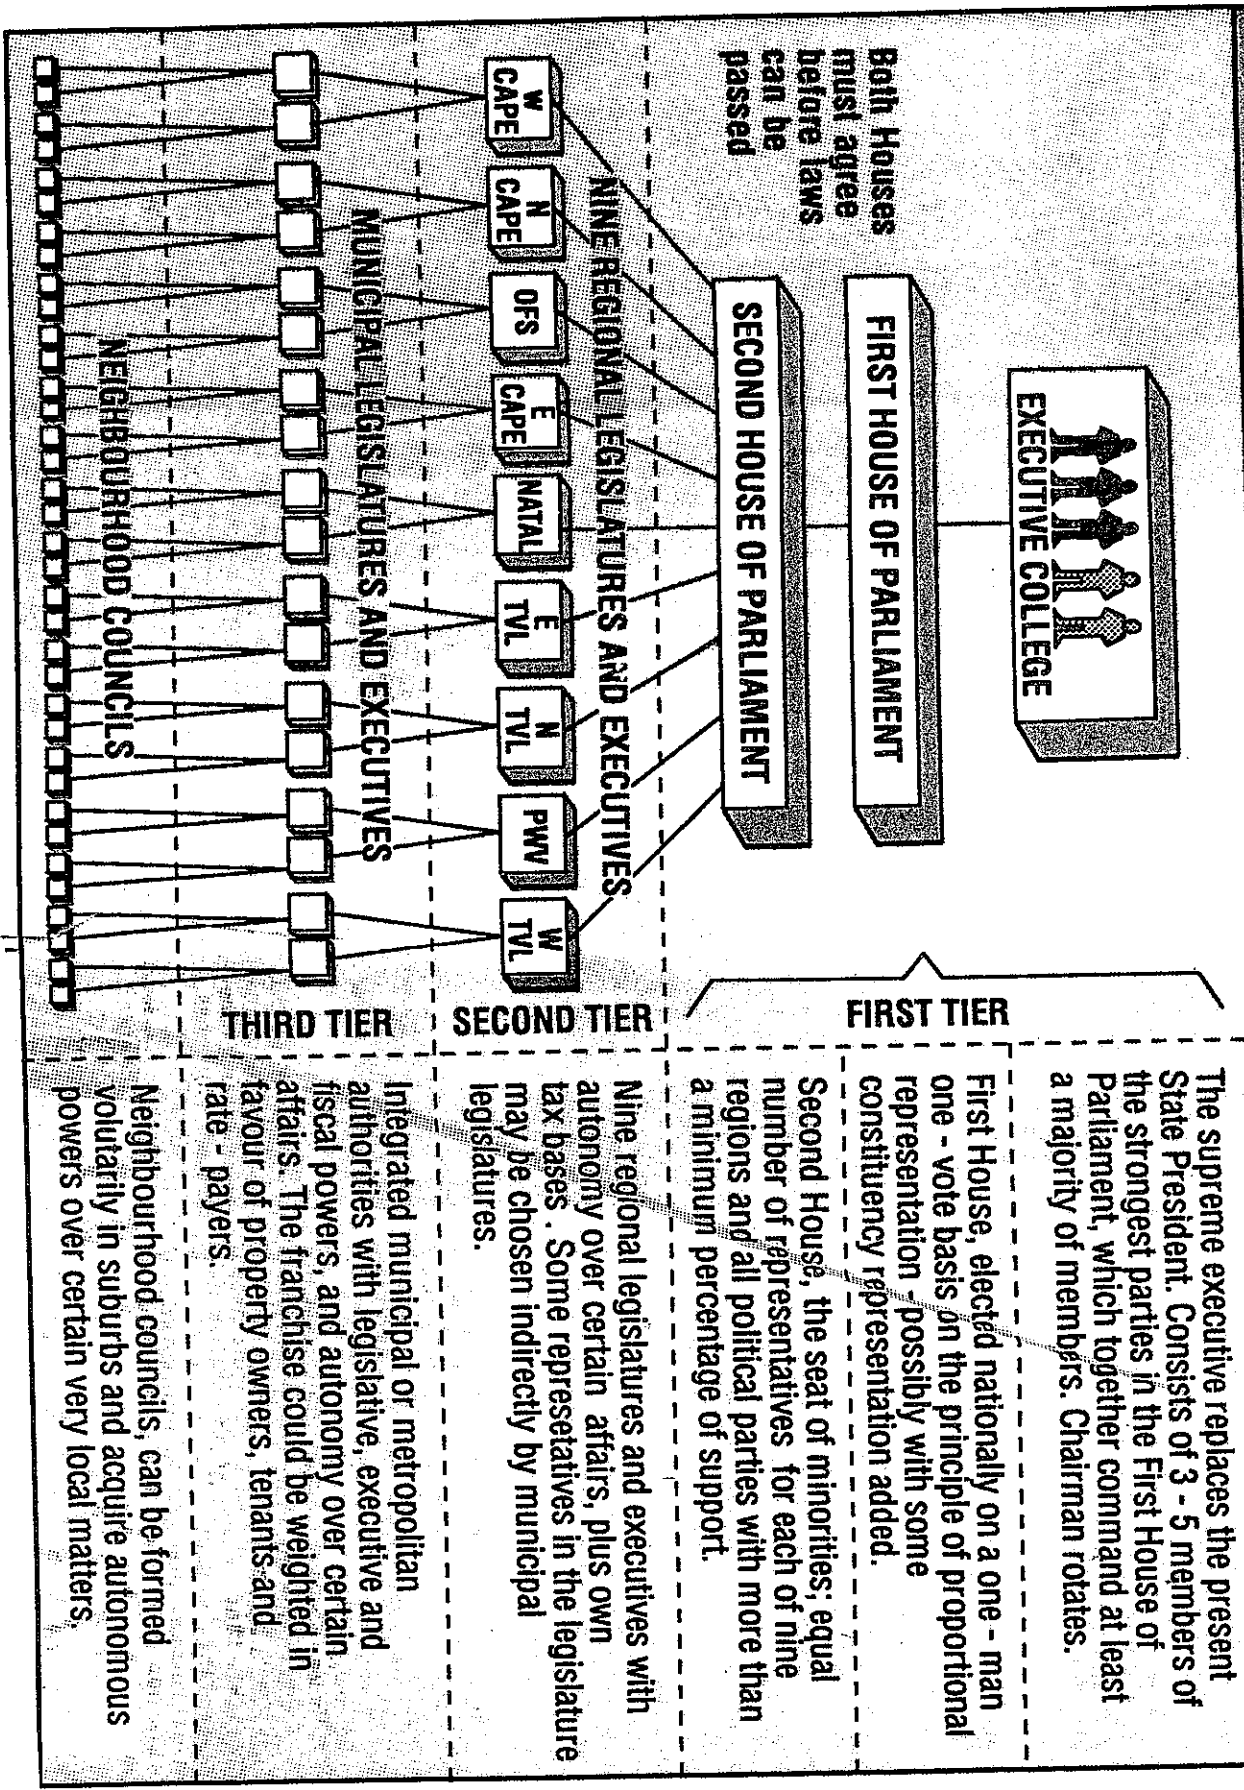 EXECUTIVE COLLEGE
FIRST HOUSE OF PARLIAMENT
Both Houses
must agree
before laws
can be
passed
SECOND HOUSE OF PARLIAMENT
NINE REGIONAL LEGISLATURES AND EXECUTIVES
W
CAPE
N
CAPE
OFS
E
CAPE
NATAL
E
TVL
N
TVL
PWV
W
TVL
MUNICIPAL LEGISLATURES AND EXECUTIVES
NEIGHBOURHOOD COUNCILS
FIRST TIER
SECOND TIER
THIRD TIER
The supreme executive replaces the present
State President. Consists of 3 - 5 members of
the strongest parties in the First House of
Parliament, which together command at least
a majority of members. Chairman rotates.
First House, elected nationally on a one - man
one - vote basis on the principle of proportional
representation - possibly with some
constituency representation added.
Second House, the seat of minorities; equal
number of representatives for each of nine
regions and all political parties with more than
a minimum percentage of support.
Nine regional legislatures and executives with
autonomy over certain affairs, plus own
tax bases . Some represetatives in the legislature
may be chosen indirectly by municipal
legislatures.
Integrated municipal or metropolitan
authorities with legislative, executive and
fiscal powers, and autonomy over certain
affairs. The franchise could be weighted in
favour of property owners, tenants and
rate - payers.
Neighbourhood councils, can be formed
volutarily in suburbs and acquire autonomous
powers over certain very local matters.